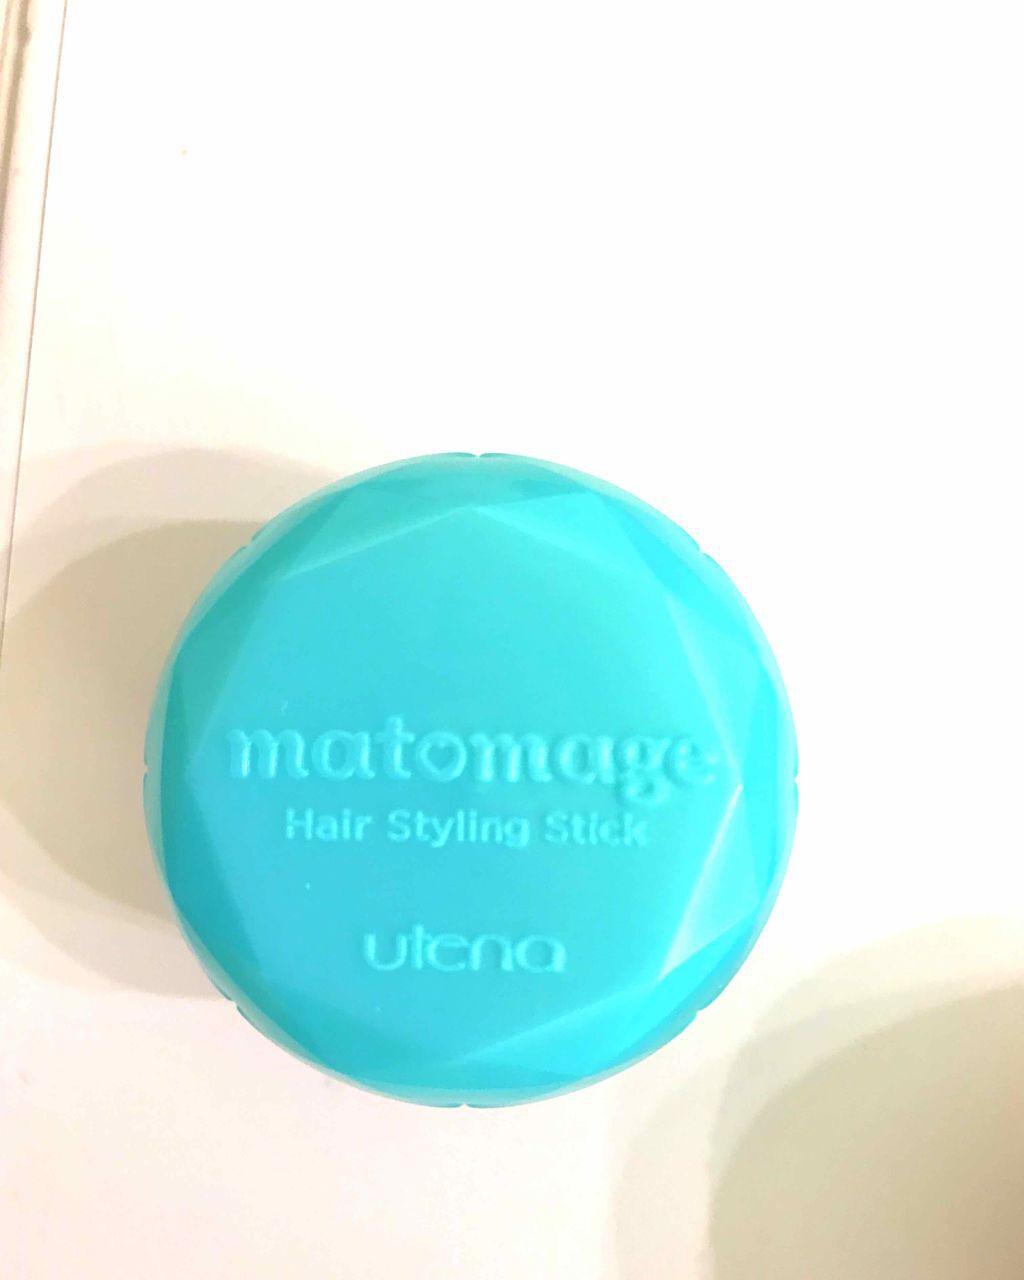 matomage
Hair Styling Stick
utena